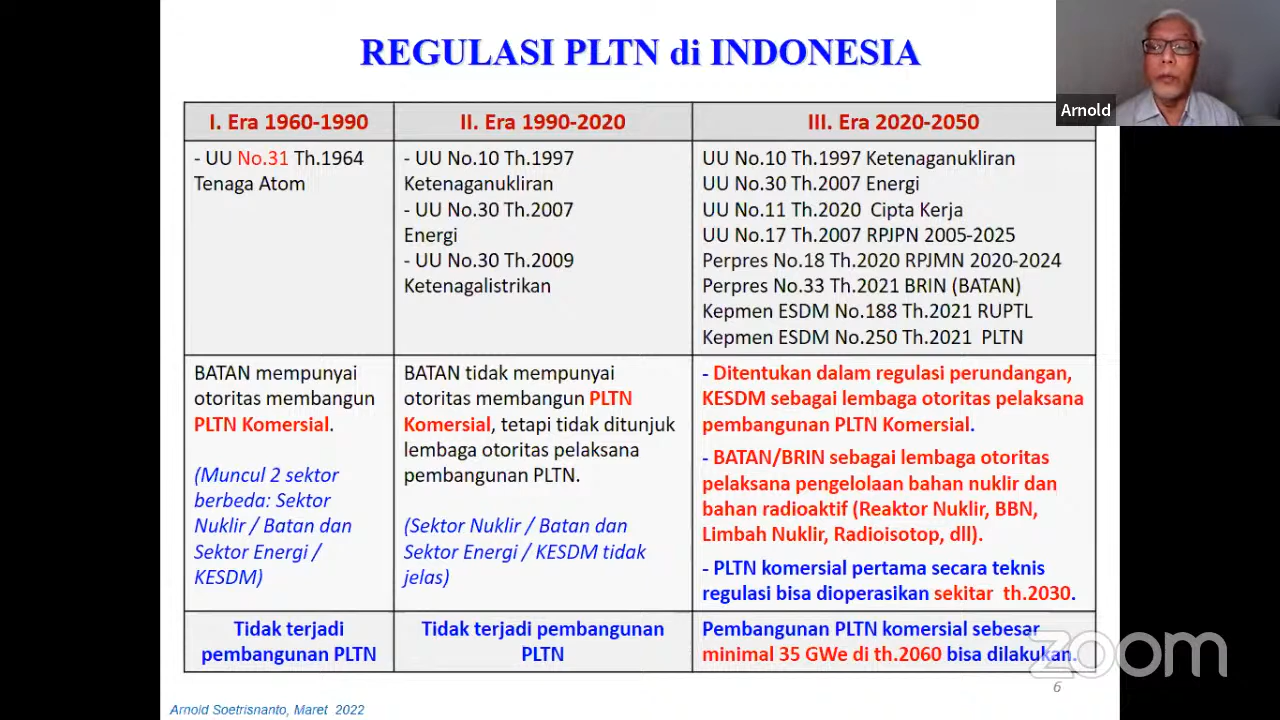 REGULASI PLTN di INDONESIA
Arnold
I. Era 1960-1990
II. Era 1990-2020
III. Era 2020-2050
- UU No.31 Th.1964
Tenaga Atom
- UU No.10 Th.1997
Ketenaganukliran
- UU No.30 Th.2007
Energi
- UU No.30 Th.2009
Ketenagalistrikan
UU No.10 Th.1997 Ketenaganukliran
UU No.30 Th.2007 Energi
UU No.11 Th.2020 Cipta Kerja
UU No.17 Th.2007 RPJPN 2005-2025
Perpres No.18 Th.2020 RPJMN 2020-2024
Perpres No.33 Th.2021 BRIN (BATAN)
Kepmen ESDM No.188 Th.2021 RUPTL
Kepmen ESDM No.250 Th.2021 PLTN
BATAN mempunyai
otoritas membangun
PLTN Komersial.
(Muncul 2 sektor
berbeda: Sektor
Nuklir / Batan dan
Sektor Energi /
KESDM)
BATAN tidak mempunyai
otoritas membangun PLTN
Komersial, tetapi tidak ditunjuk
lembaga otoritas pelaksana
pembangunan PLTN.
(Sektor Nuklir / Batan dan
Sektor Energi / KESDM tidak
jelas)
- Ditentukan dalam regulasi perundangan,
KESDM sebagai lembaga otoritas pelaksana
pembangunan PLTN Komersial.
- BATAN/BRIN sebagai lembaga otoritas
pelaksana pengelolaan bahan nuklir dan
bahan radioaktif (Reaktor Nuklir, BBN,
Limbah Nuklir, Radioisotop, dll).
- PLTN komersial pertama secara teknis
regulasi bisa dioperasikan sekitar th.2030.
Tidak terjadi
pembangunan PLTN
Tidak terjadi pembangunan
PLTN
Pembangunan PLTN komersial sebesar
minimal 35 GWe di th.2060 bisa dilakukan.
zoom
6
Arnold Soetrisnanto, Maret 2022